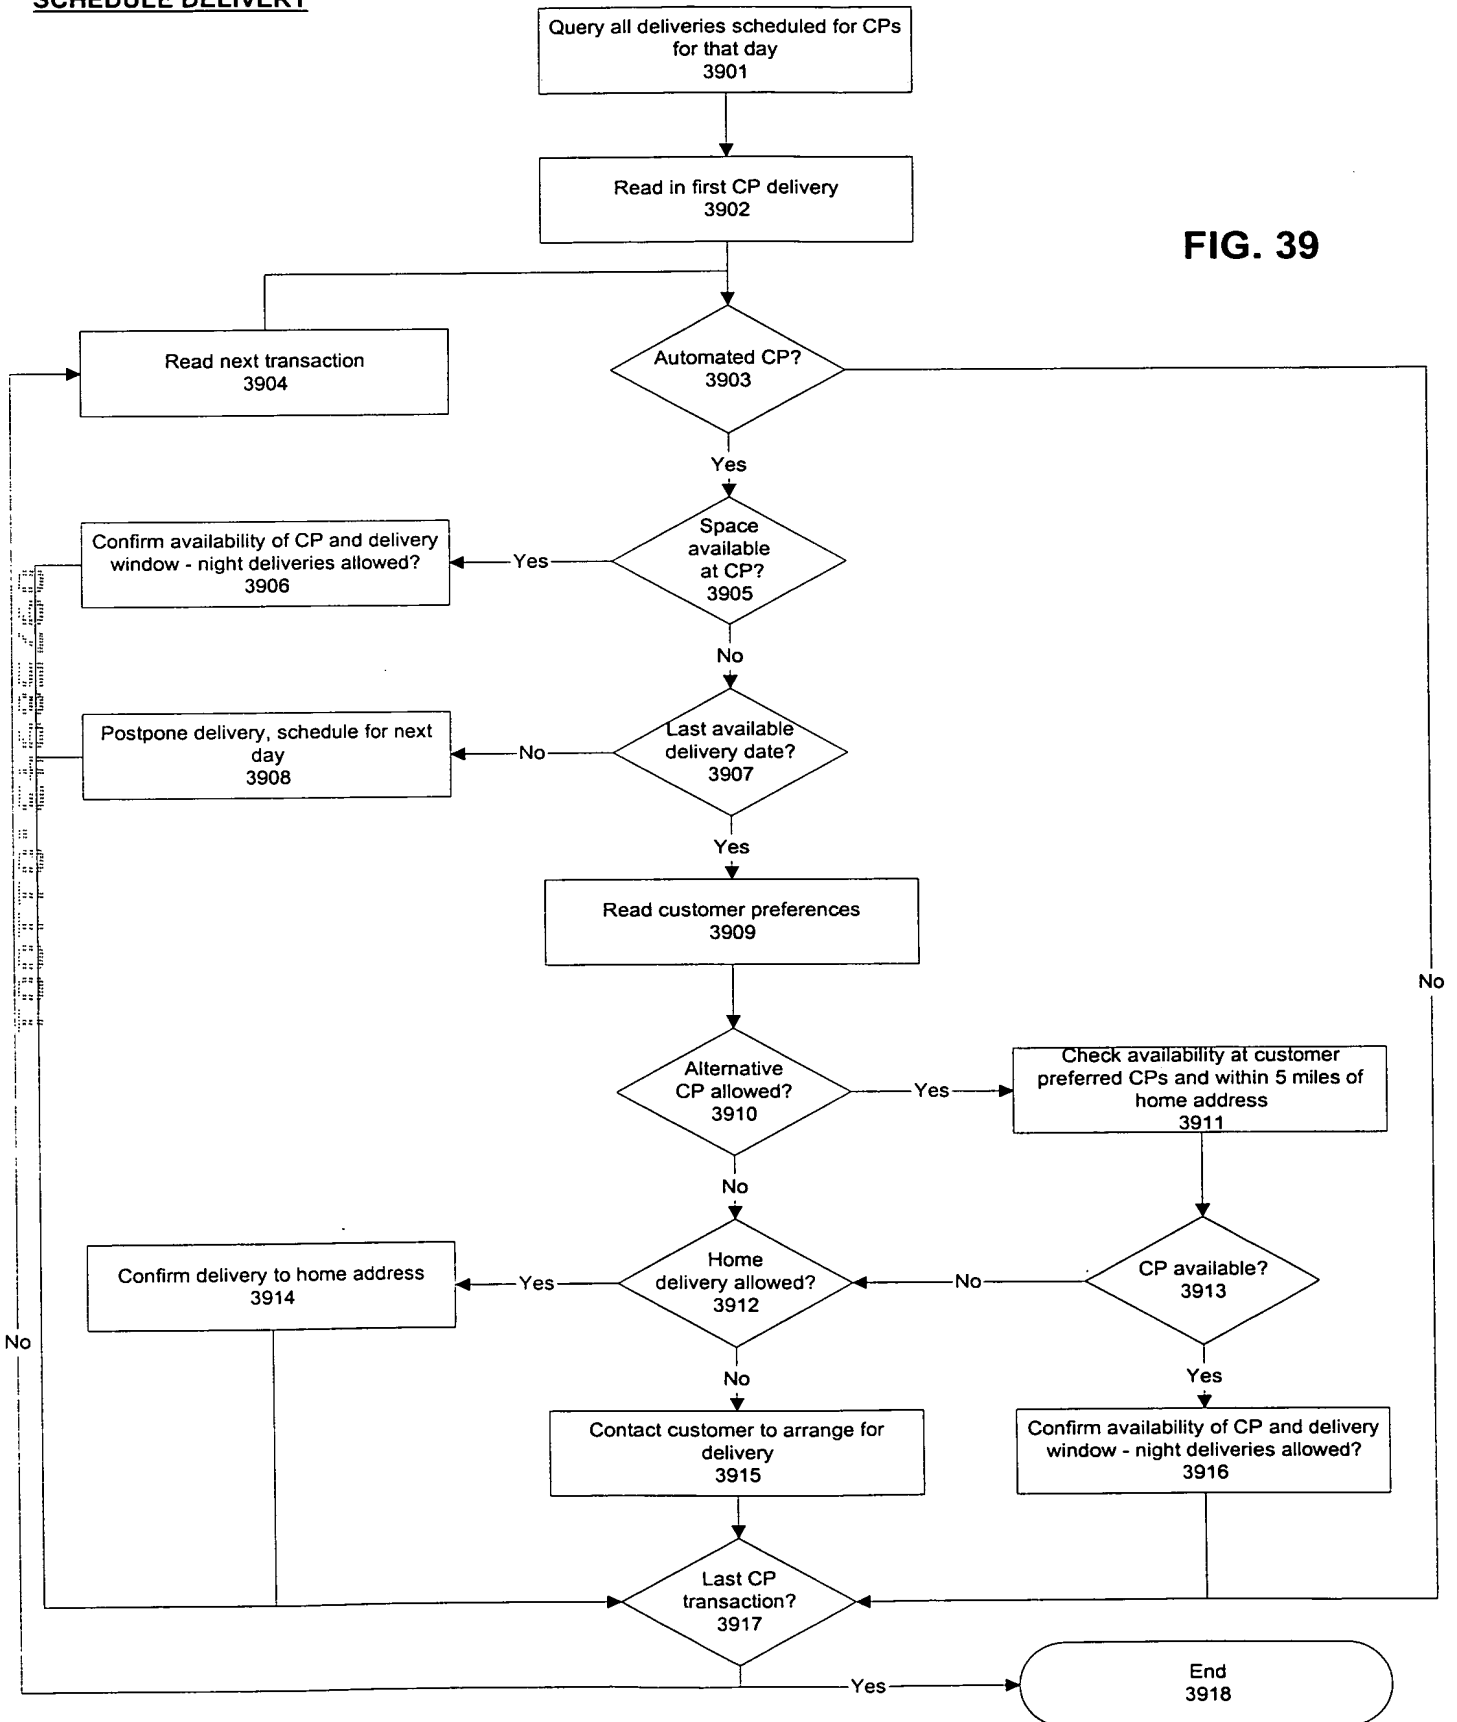 SCHEDULE DELIVERY
Query all deliveries scheduled for CPs
for that day
3901
Read in first CP delivery
3902
FIG. 39
Read next transaction
3904
Automated CP?
3903
Yes
Confirm availability of CP and delivery
window - night deliveries allowed?
3906
Yes
Space
available
at CP?
3905
No
Postpone delivery, schedule for next
day
3908
No
Last available
delivery date?
3907
Yes
Read customer preferences
3909
No
Alternative
CP allowed?
3910
Yes
Check availability at customer
preferred CPs and within 5 miles of
home address
3911
No
Confirm delivery to home address
3914
Yes
Home
delivery allowed?
3912
No
CP available?
3913
No
No
Yes
Contact customer to arrange for
delivery
3915
Confirm availability of CP and delivery
window - night deliveries allowed?
3916
Last CP
transaction?
3917
Yes
End
3918